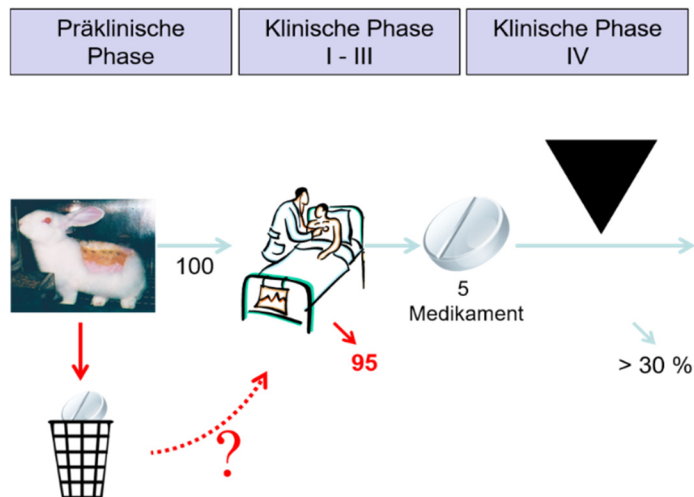 Präklinische
Phase
Klinische Phase
I - III
Klinische Phase
IV
100
5
Medikament
95
> 30 %
?